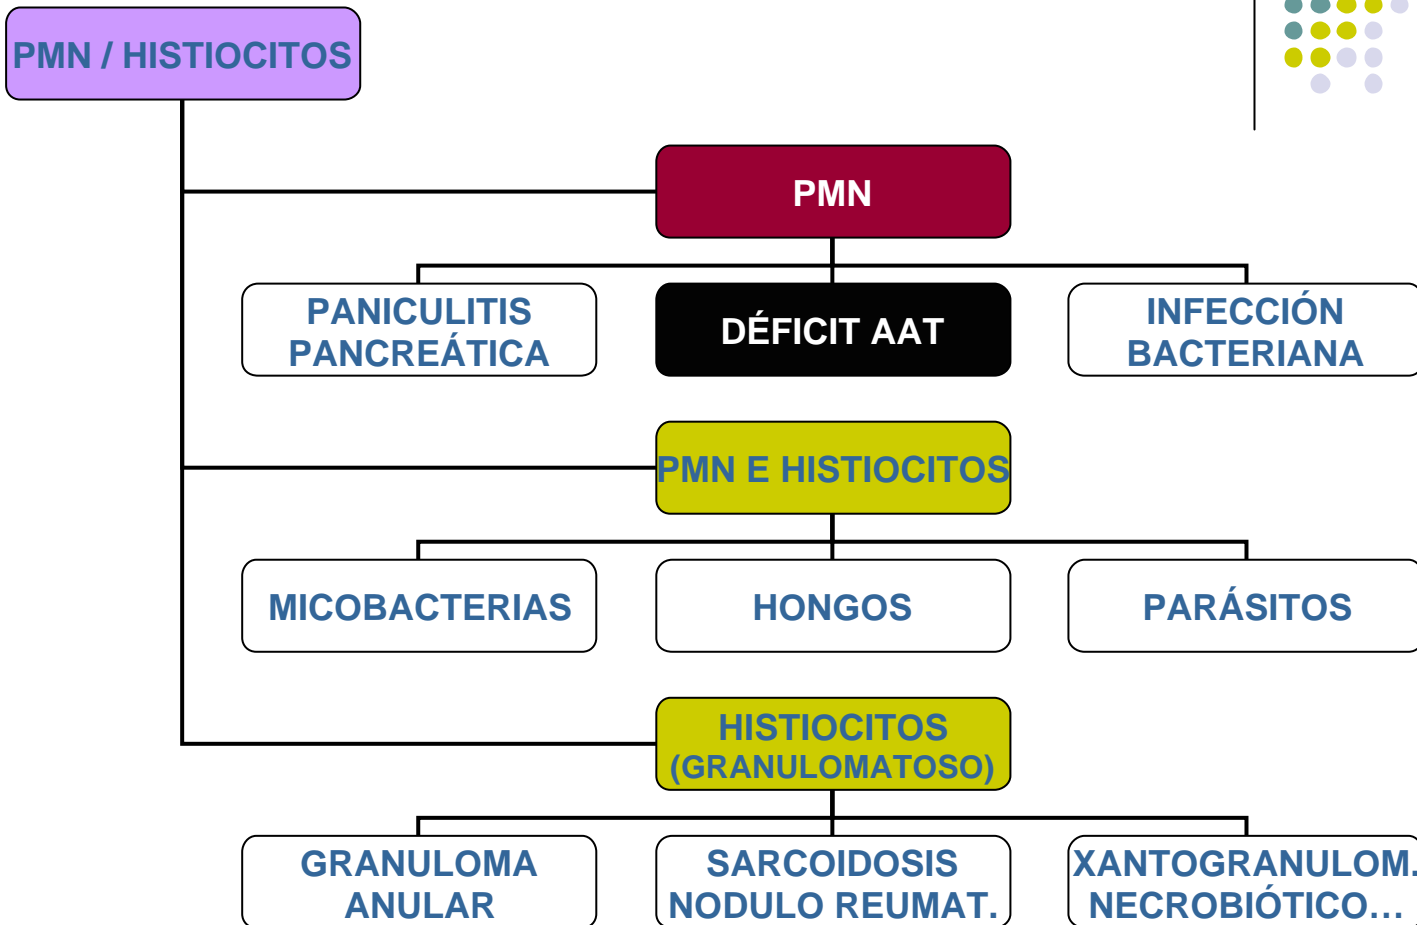 PMN / HISTIOCITOS
PMN
PANICULITIS
PANCREÁTICA
DÉFICIT AAT
INFECCIÓN
BACTERIANA
PMN E HISTIOCITOS
MICOBACTERIAS
HONGOS
PARÁSITOS
HISTIOCITOS
(GRANULOMATOSO)
GRANULOMA
ANULAR
SARCOIDOSIS
NODULO REUMAT.
XANTOGRANULOM.
NECROBIÓTICO...